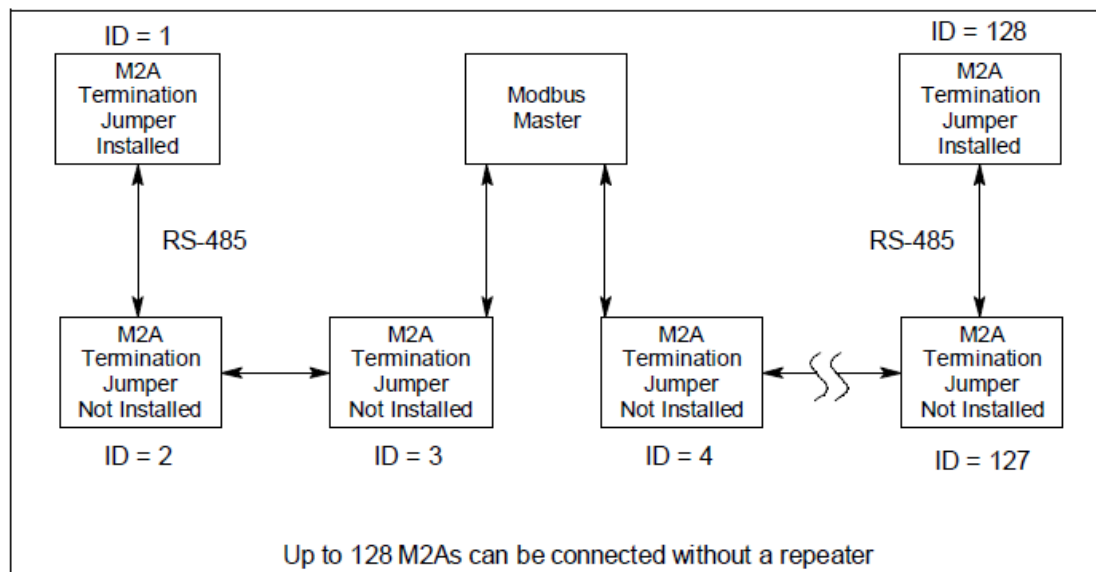 ID = 1
M2A
Termination
Jumper
Installed
Modbus
Master
ID = 128
M2A
Termination
Jumper
Installed
RS-485
RS-485
M2A
Termination
Jumper
Not Installed
ID = 2
M2A
Termination
Jumper
Not Installed
ID = 3
M2A
Termination
Jumper
Not Installed
ID = 4
M2A
Termination
Jumper
Not Installed
ID = 127
Up to 128 M2As can be connected without a repeater